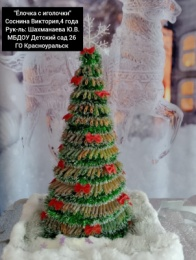 "Ёлочка с иголочки"
Соснина Виктория,4 года
Рук-ль: Шахманаева Ю.В.
МБДОУ Детский сад 26
ГО Красноуральск